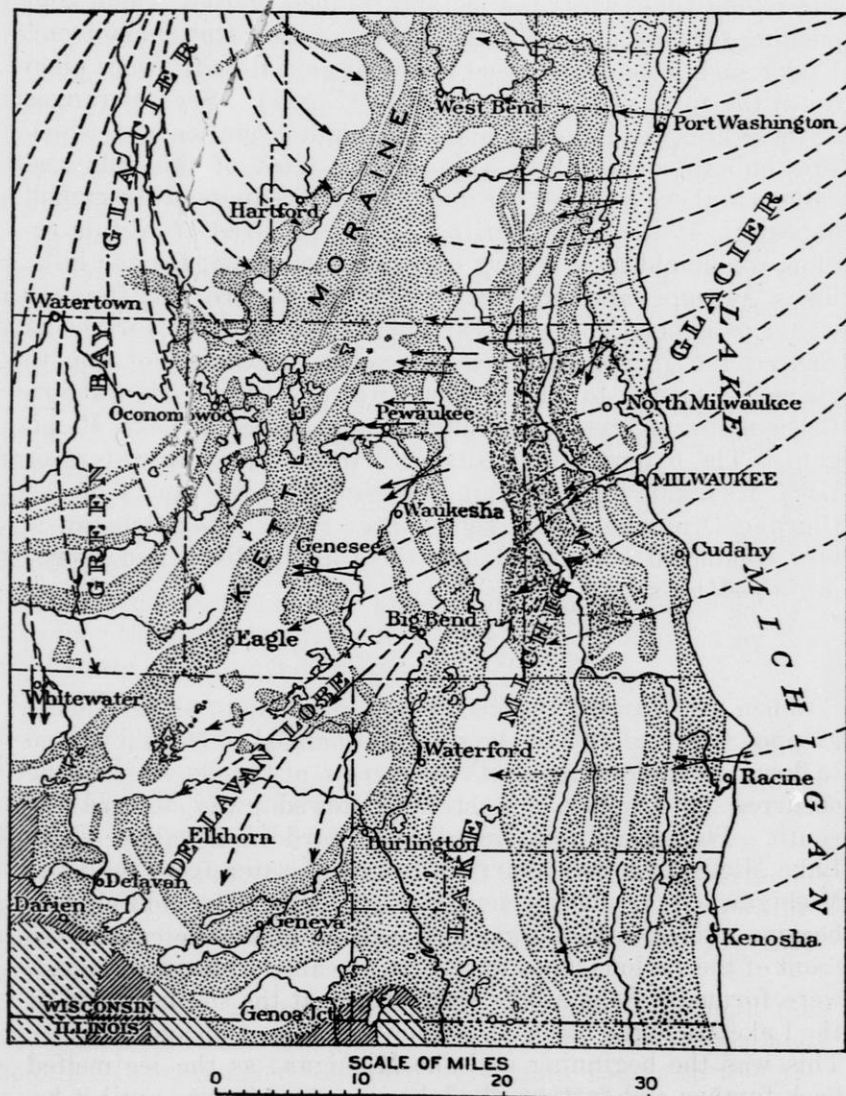 West Bend
Port Washington
Hartford
KETTLE MORAINE
GREEN BAY GLACIER
LAKE MICHIGAN GLACIER
Watertown
Oconomowoc
Pewaukee
North Milwaukee
MILWAUKEE
Waukesha
Cudahy
Genesee
Eagle
Big Bend
Whitewater
DELAVAN LOBE
Waterford
Racine
LAKE MICHIGAN
Elkhorn
Burlington
Delavan
Darien
Geneva
Kenosha
WISCONSIN
ILLINOIS
Genoa Jct.
SCALE OF MILES
0 10 20 30